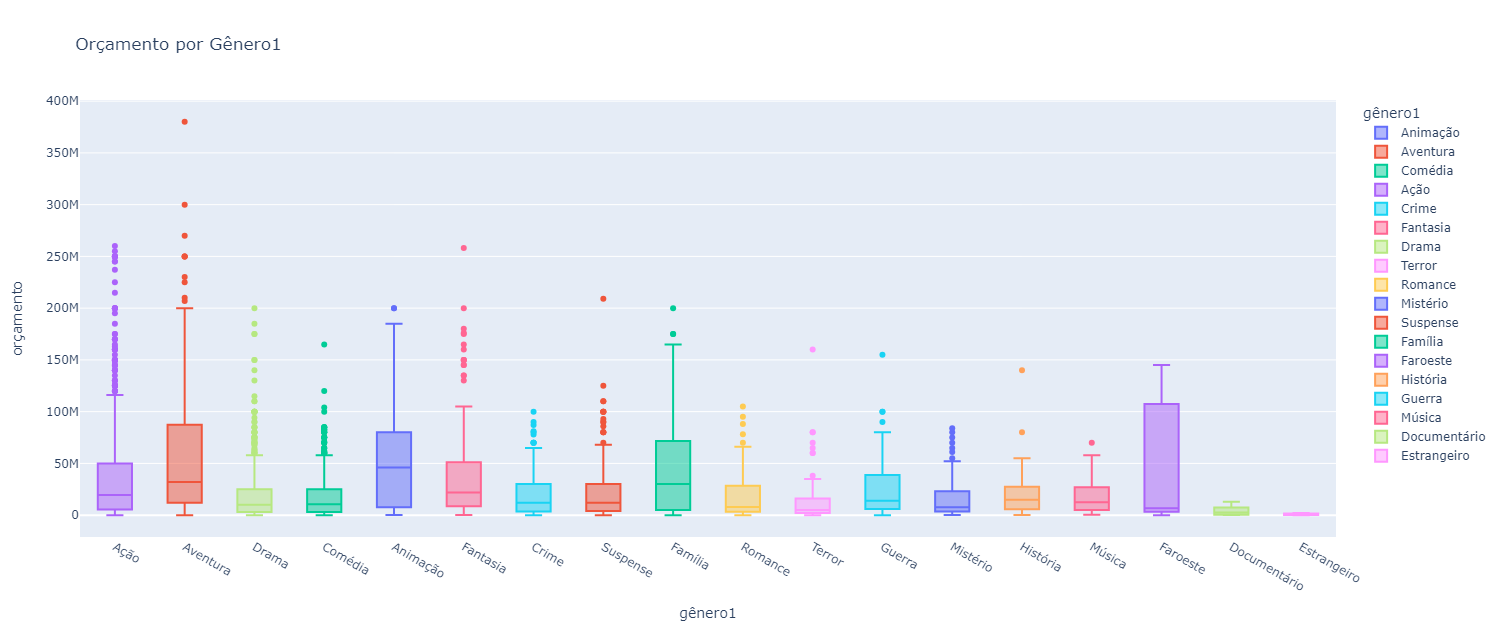 Orçamento por Gênero1
400M
350M
300M
250M
200M
150M
100M
50M
0
orçamento
Ação
Aventura
Drama
Comédia
Animação
Fantasia
Crime
Suspense
Família
Romance
Terror
Guerra
Mistério
História
Música
Faroeste
Documentário
Estrangeiro
gênero1
gênero1
Animação
Aventura
Comédia
Ação
Crime
Fantasia
Drama
Terror
Romance
Mistério
Suspense
Família
Faroeste
História
Guerra
Música
Documentário
Estrangeiro